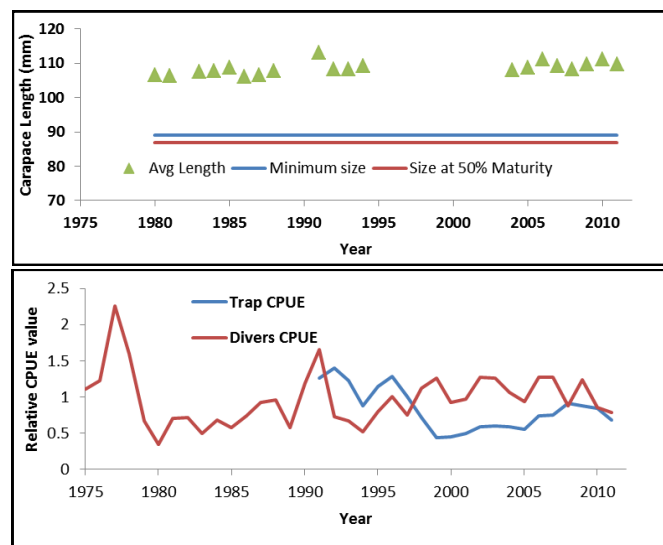 120
110
100
90
80
70
Carapace Length (mm)
Avg Length
Minimum size
Size at 50% Maturity
1975 1980 1985 1990 1995 2000 2005 2010
Year
2.5
2
1.5
1
0.5
0
Relative CPUE value
Trap CPUE
Divers CPUE
1975 1980 1985 1990 1995 2000 2005 2010
Year